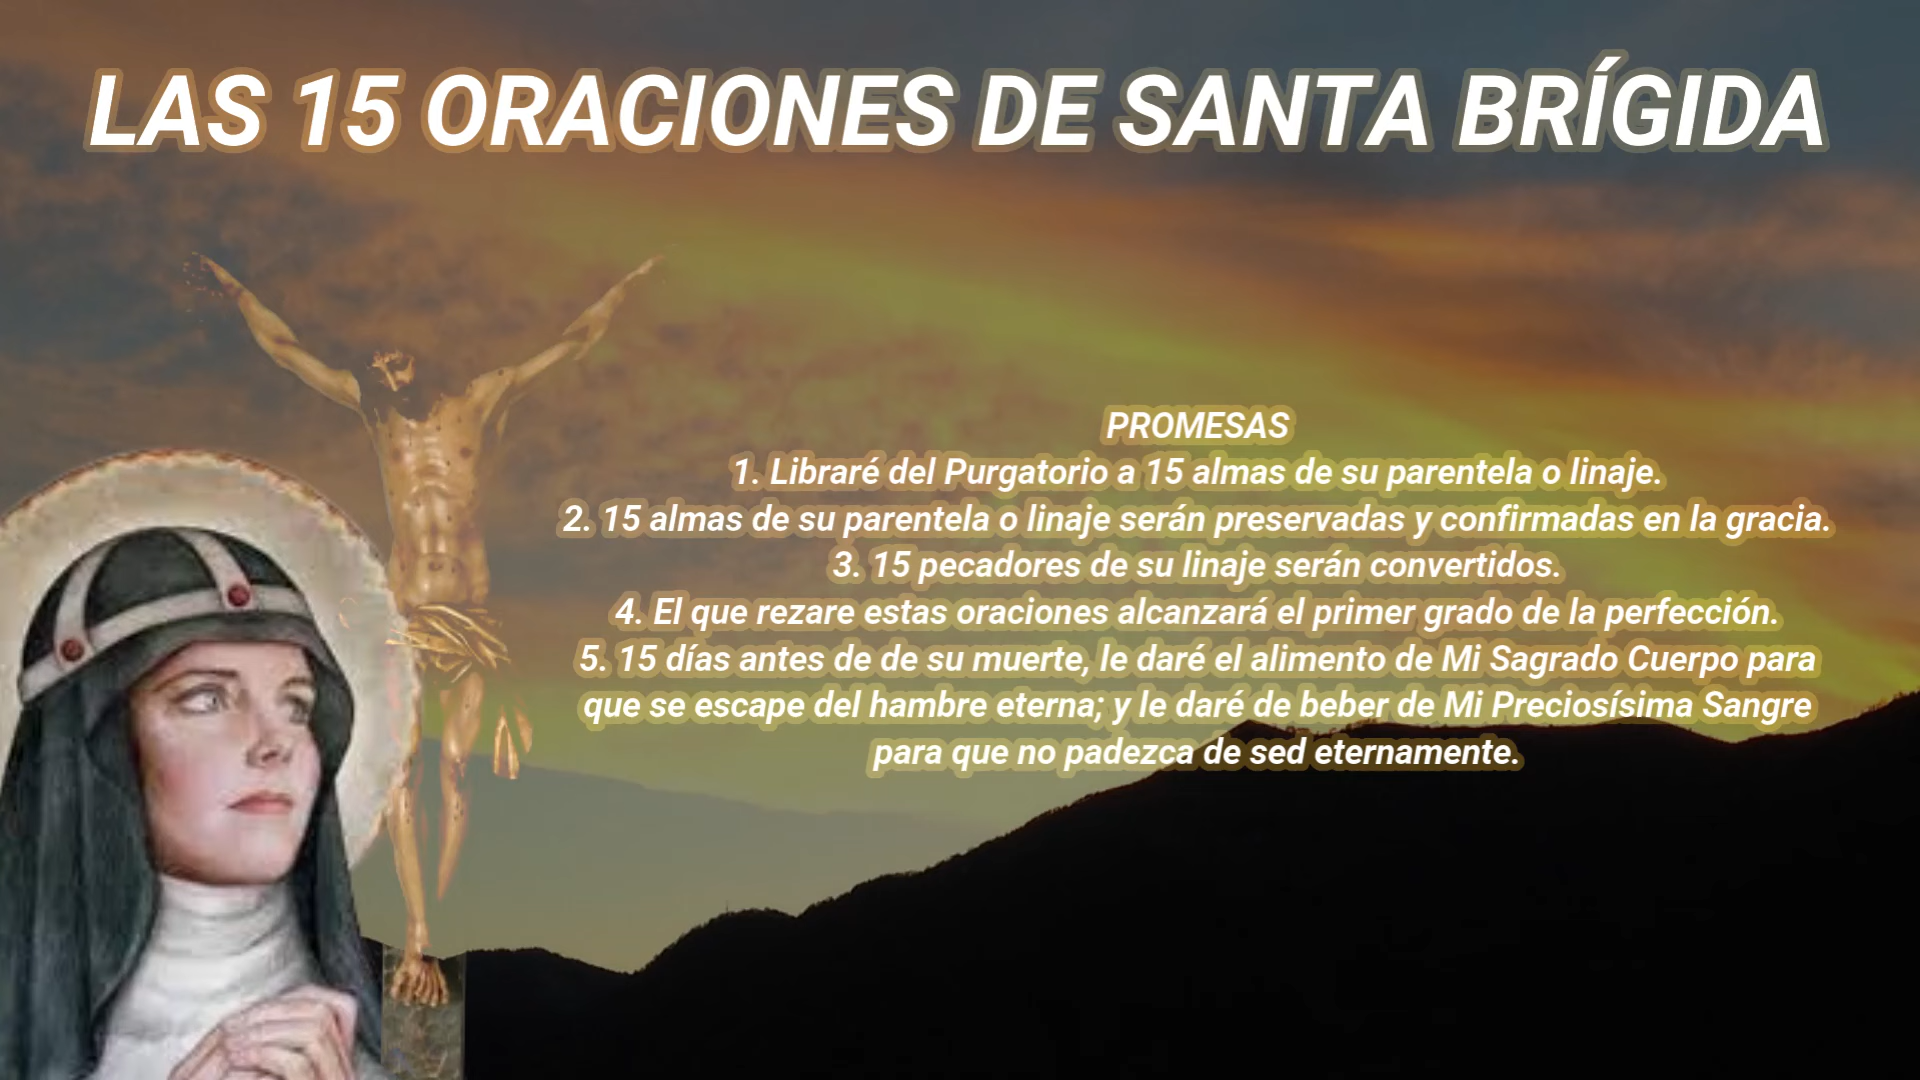 LAS 15 ORACIONES DE SANTA BRÍGIDA
PROMESAS
1. Libraré del Purgatorio a 15 almas de su parentela o linaje.
2. 15 almas de su parentela o linaje serán preservadas y confirmadas en la gracia.
3. 15 pecadores de su linaje serán convertidos.
4. El que rezare estas oraciones alcanzará el primer grado de la perfección.
5. 15 días antes de de su muerte, le daré el alimento de Mi Sagrado Cuerpo para
que se escape del hambre eterna; y le daré de beber de Mi Preciosísima Sangre
para que no padezca de sed eternamente.